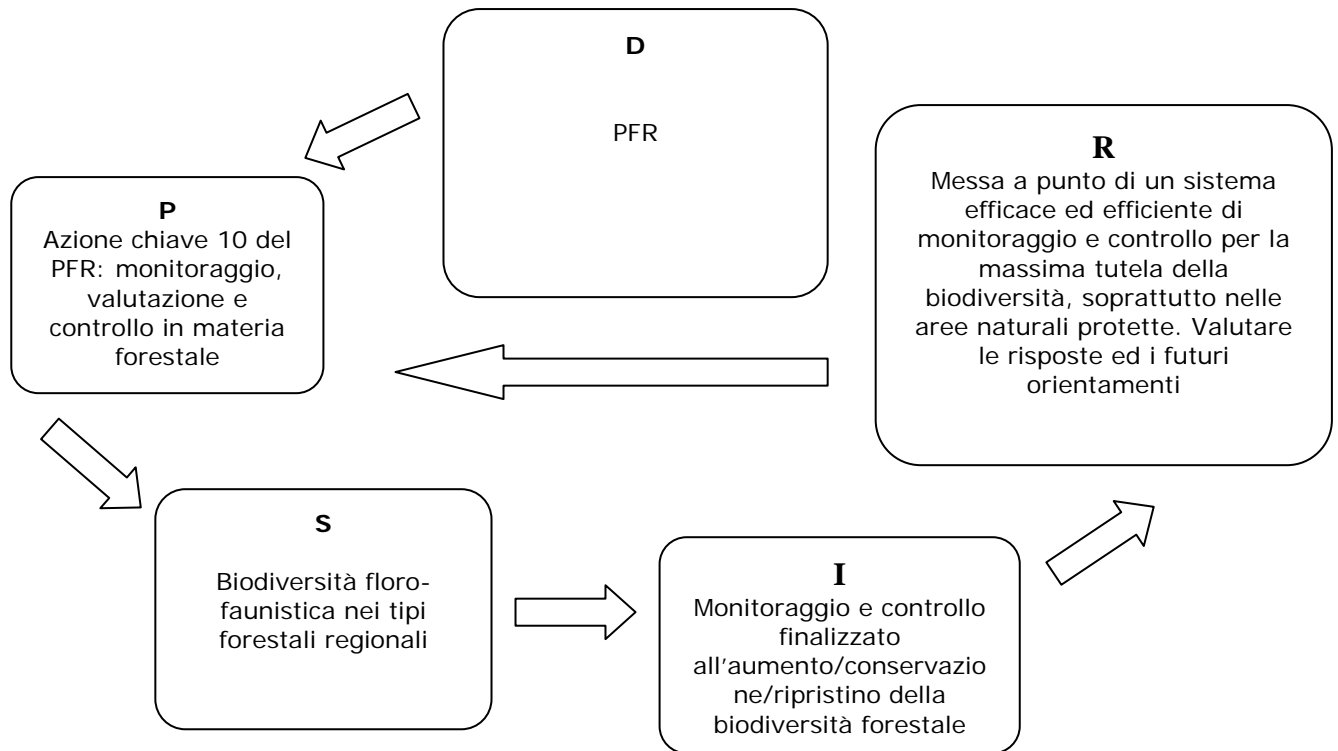 D
PFR
P
Azione chiave 10 del
PFR: monitoraggio,
valutazione e
controllo in materia
forestale
S
Biodiversità floro-
faunistica nei tipi
forestali regionali
I
Monitoraggio e controllo
finalizzato
all'aumento/conservazio
ne/ripristino della
biodiversità forestale
R
Messa a punto di un sistema
efficace ed efficiente di
monitoraggio e controllo per la
massima tutela della
biodiversità, soprattutto nelle
aree naturali protette. Valutare
le risposte ed i futuri
orientamenti